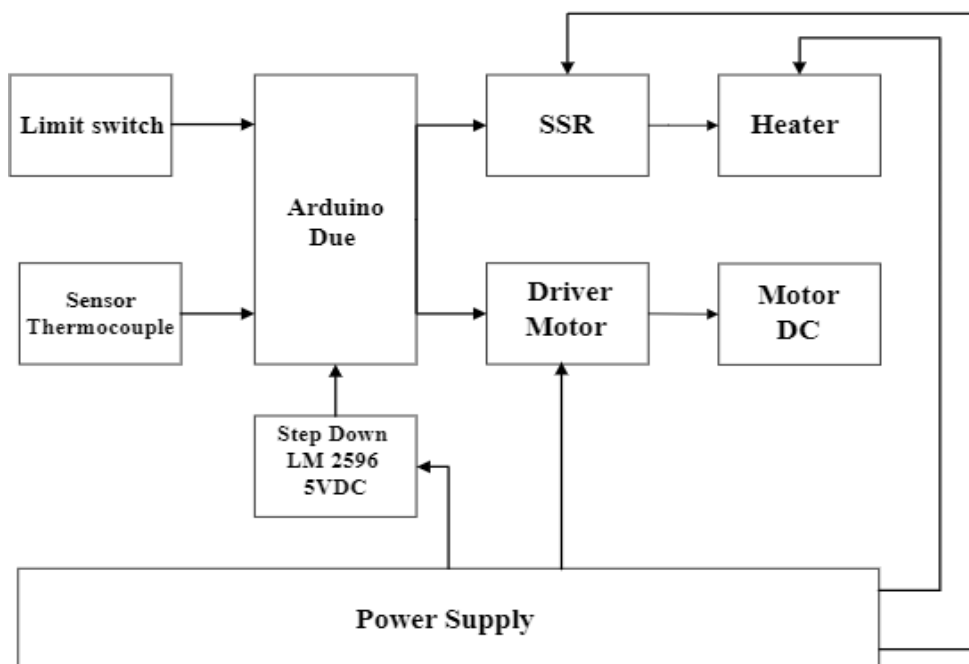 Limit switch
Arduino
Due
SSR
Heater
Sensor
Thermocouple
Driver
Motor
Motor
DC
Step Down
LM 2596
5VDC
Power Supply